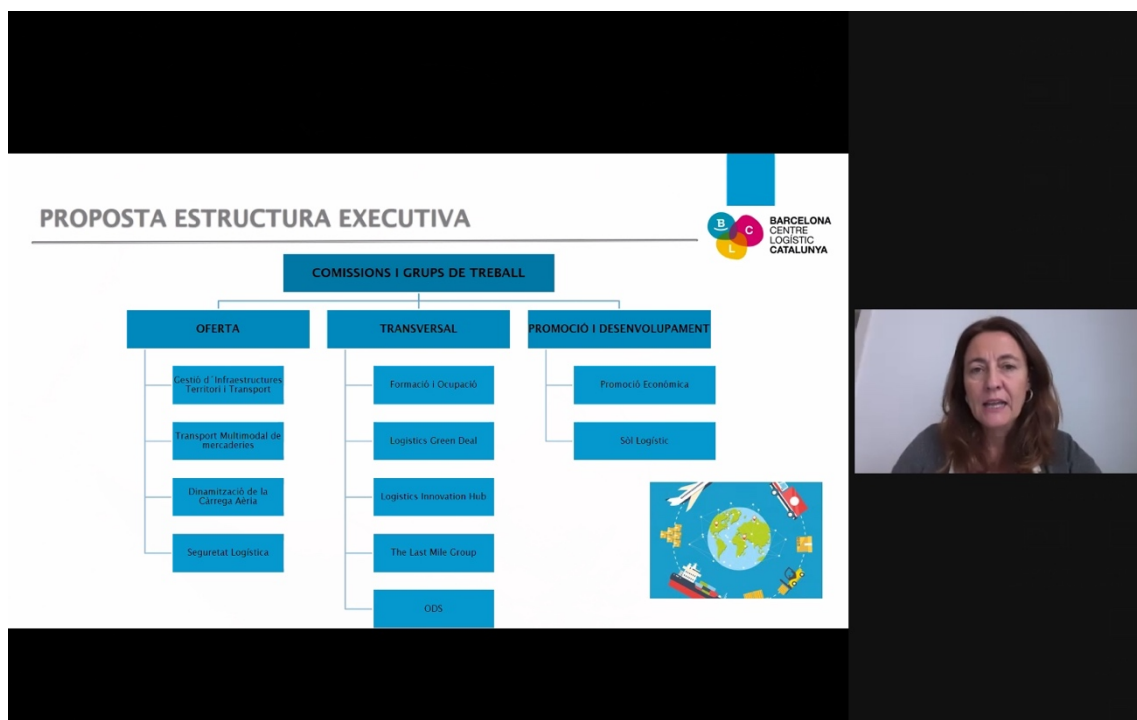 PROPOSTA ESTRUCTURA EXECUTIVA
B
C
L
BARCELONA
CENTRE
LOGÍSTIC
CATALUNYA
COMISSIONS I GRUPS DE TREBALL
OFERTA
Gestió d´Infraestructures
Territori i Transport
Transport Multimodal de
mercaderies
Dinamització de la
Càrrega Aèria
Seguretat Logística
TRANSVERSAL
Formació i Ocupació
Logistics Green Deal
Logistics Innovation Hub
The Last Mile Group
ODS
PROMOCIÓ I DESENVOLUPAMENT
Promoció Econòmica
Sòl Logístic